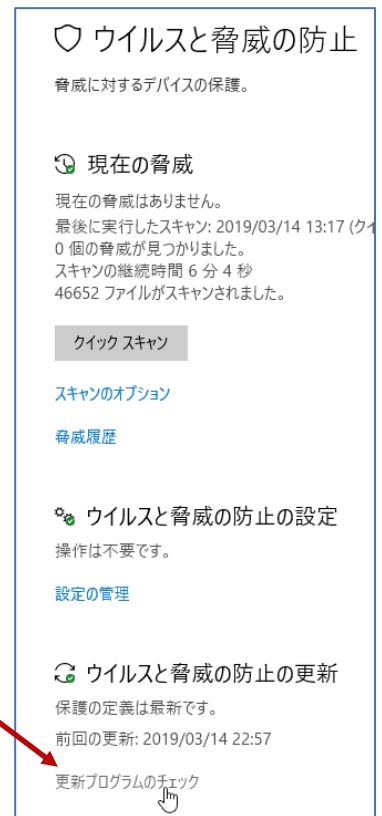 ウイルスと脅威の防止
脅威に対するデバイスの保護。
現在の脅威
現在の脅威はありません。
最後に実行したスキャン: 2019/03/14 13:17 (クイ
0 個の脅威が見つかりました。
スキャンの継続時間 6 分 4 秒
46652 ファイルがスキャンされました。
クイック スキャン
スキャンのオプション
脅威履歴
ウイルスと脅威の防止の設定
操作は不要です。
設定の管理
ウイルスと脅威の防止の更新
保護の定義は最新です。
前回の更新: 2019/03/14 22:57
更新プログラムのチェック